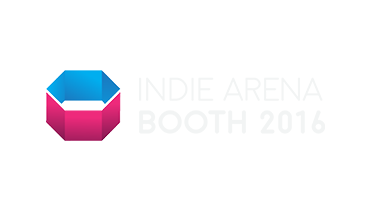 INDIE ARENA
BOOTH 2016